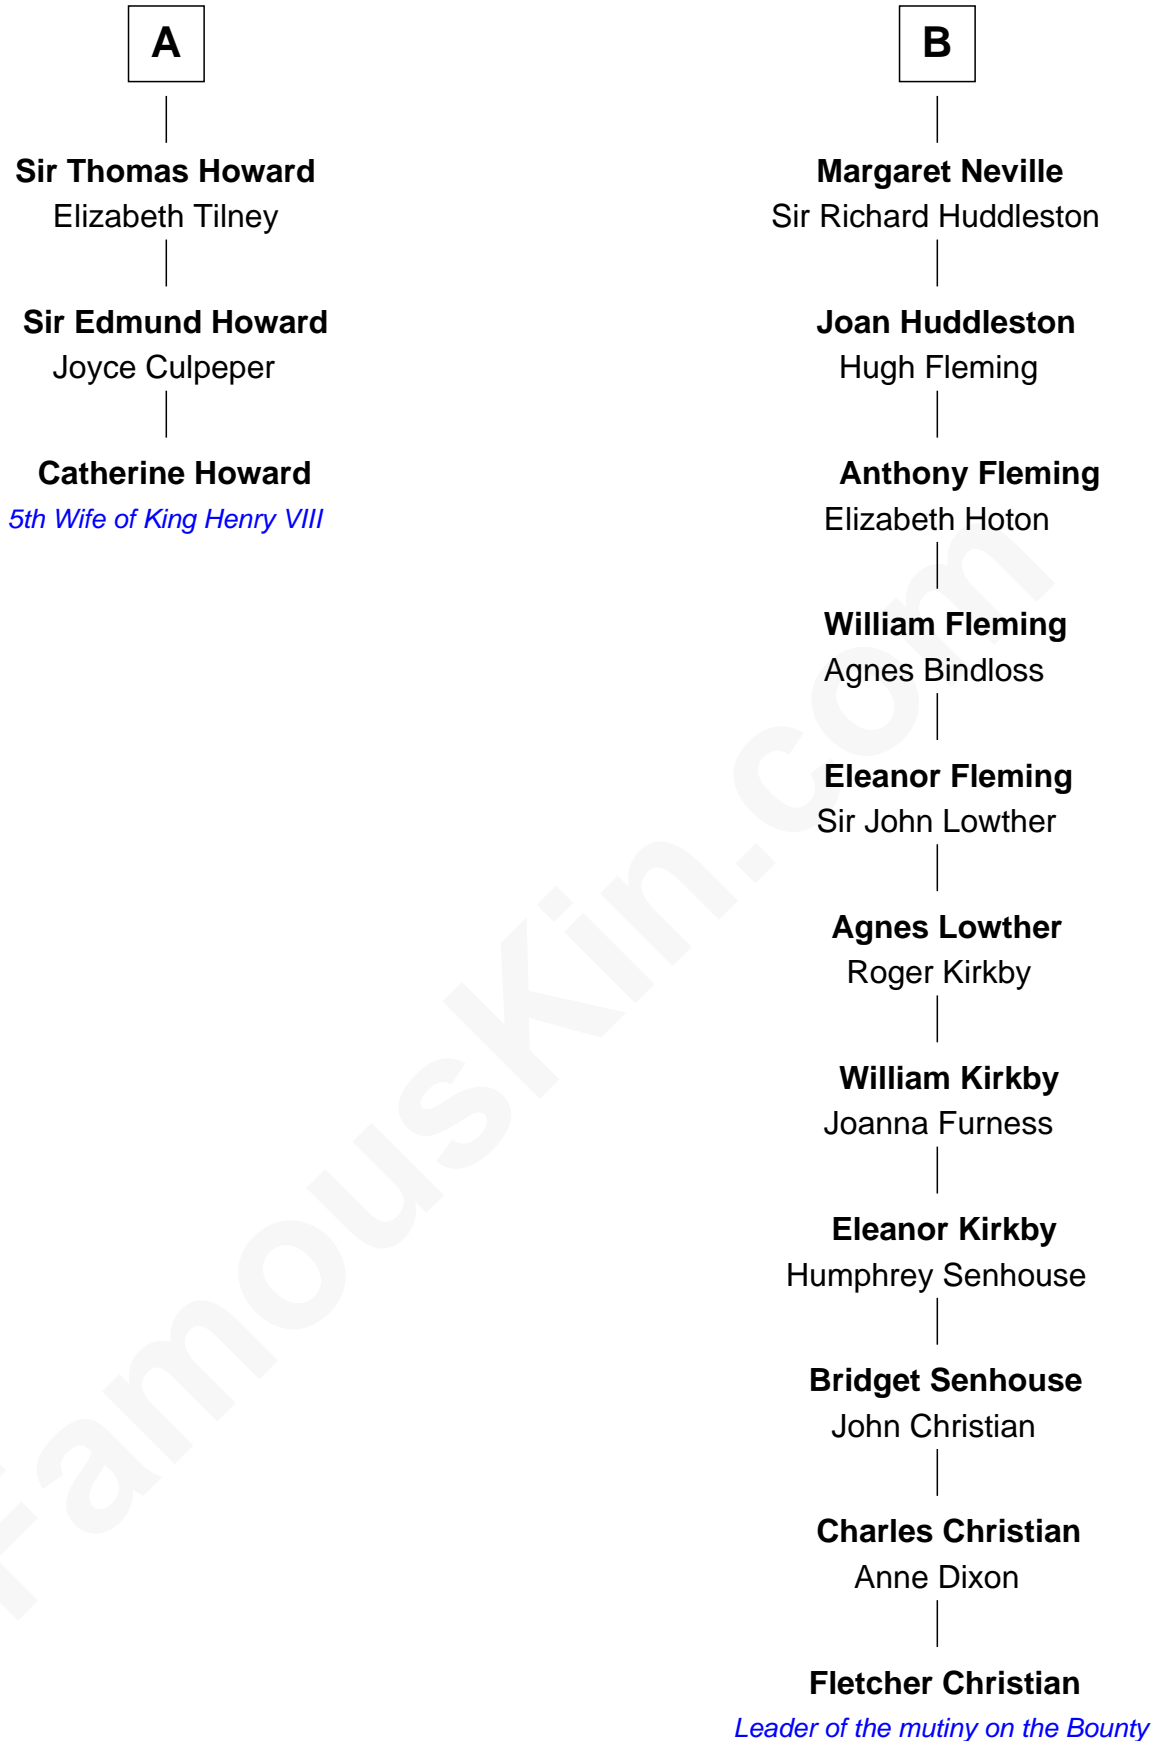 A
Sir Thomas Howard
Elizabeth Tilney
Sir Edmund Howard
Joyce Culpeper
Catherine Howard
5th Wife of King Henry VIII
B
Margaret Neville
Sir Richard Huddleston
Joan Huddleston
Hugh Fleming
Anthony Fleming
Elizabeth Hoton
William Fleming
Agnes Bindloss
Eleanor Fleming
Sir John Lowther
Agnes Lowther
Roger Kirkby
William Kirkby
Joanna Furness
Eleanor Kirkby
Humphrey Senhouse
Bridget Senhouse
John Christian
Charles Christian
Anne Dixon
Fletcher Christian
Leader of the mutiny on the Bounty
FamousKin.com